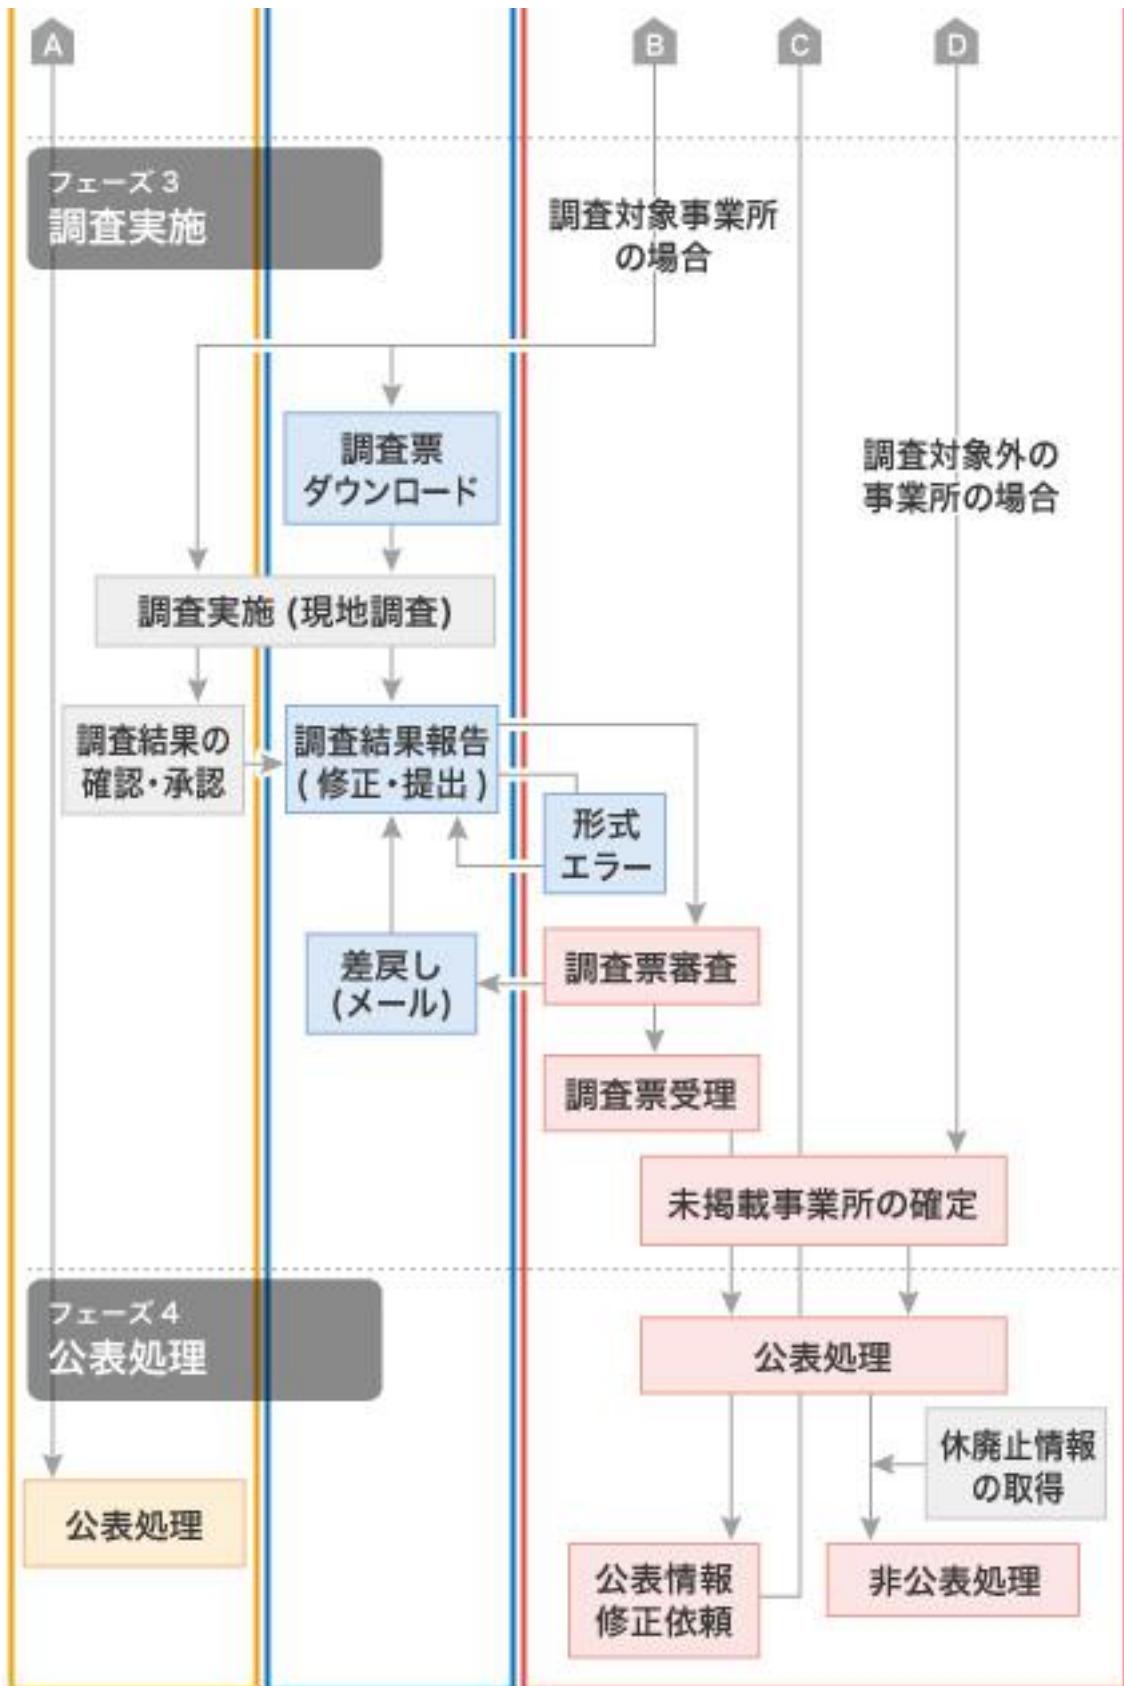 A
B
C
D
フェーズ3
調査実施
調査対象事業所
の場合
調査票
ダウンロード
調査対象外の
事業所の場合
調査実施 (現地調査)
調査結果の
確認・承認
調査結果報告
( 修正・提出 )
形式
エラー
差戻し
(メール)
調査票審査
調査票受理
未掲載事業所の確定
フェーズ4
公表処理
公表処理
休廃止情報
の取得
公表処理
公表情報
修正依頼
非公表処理